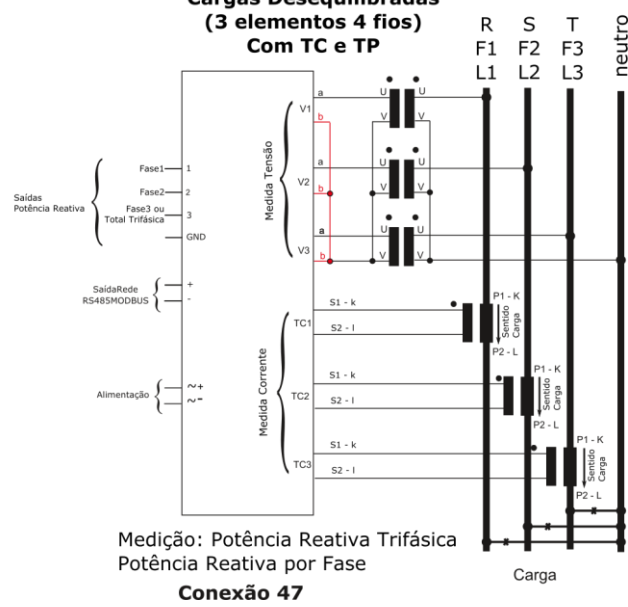 Cargas Desequilibradas
(3 elementos 4 fios)
Com TC e TP
R S T
F1 F2 F3
L1 L2 L3
neutro
Medida Tensão
V1
a
b
V2
a
b
V3
a
b
U U
V V
U U
V V
U U
V V
Saídas
Potência Reativa
Fase1
1
Fase2
2
Fase3 ou
Total Trifásica
3
GND
SaídaRede
RS485MODBUS
+
-
Alimentação
~+
~-
Medida Corrente
TC1
S1 - k
S2 - l
P1 - K
Sentido
Carga
P2 - L
TC2
S1 - k
S2 - l
P1 - K
Sentido
Carga
P2 - L
TC3
S1 - k
S2 - l
P1 - K
Sentido
Carga
P2 - L
Medição: Potência Reativa Trifásica
Potência Reativa por Fase
Conexão 47
Carga